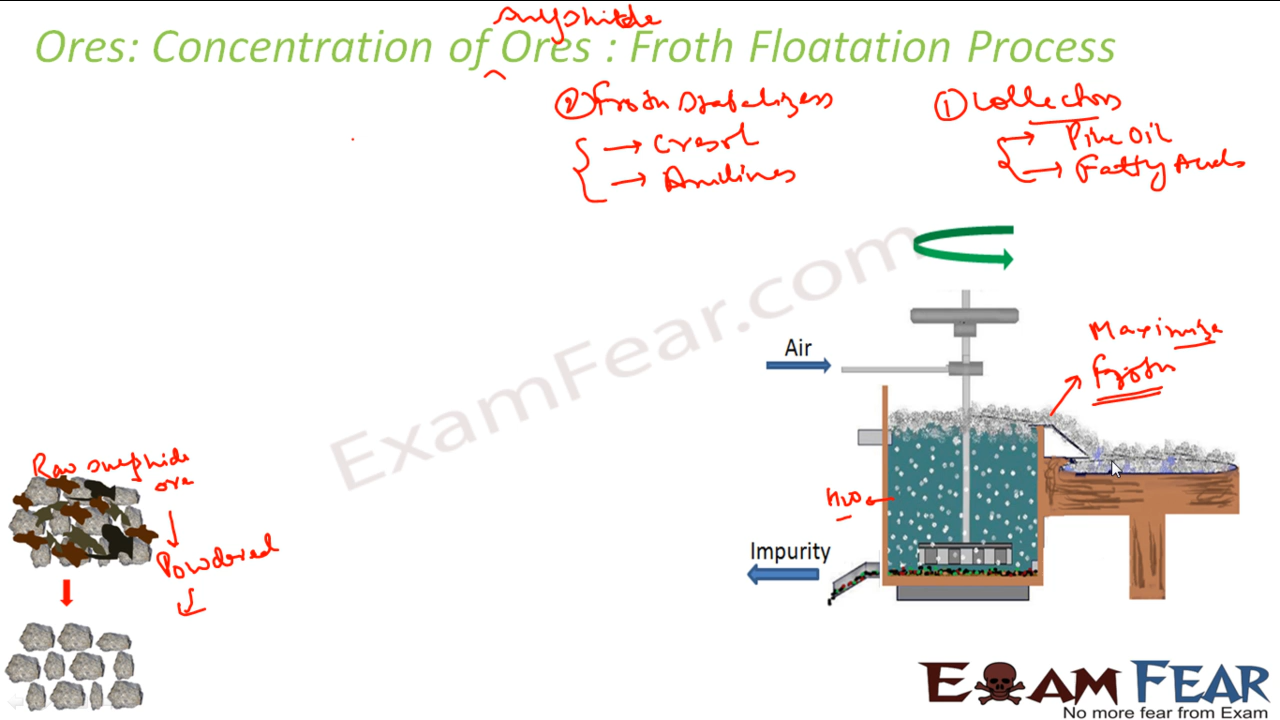 sulphide
Ores: Concentration of Ores : Froth Floatation Process
② Froth Stabalizers
→ Cresol
→ Anilines
① Collectors
→ Pine Oil
→ Fatty Acids
ExamFear.com
Maximize
Froth
Air
H2O
Impurity
Raw sulphide
ore
Powdered
EXAM FEAR
No more fear from Exam